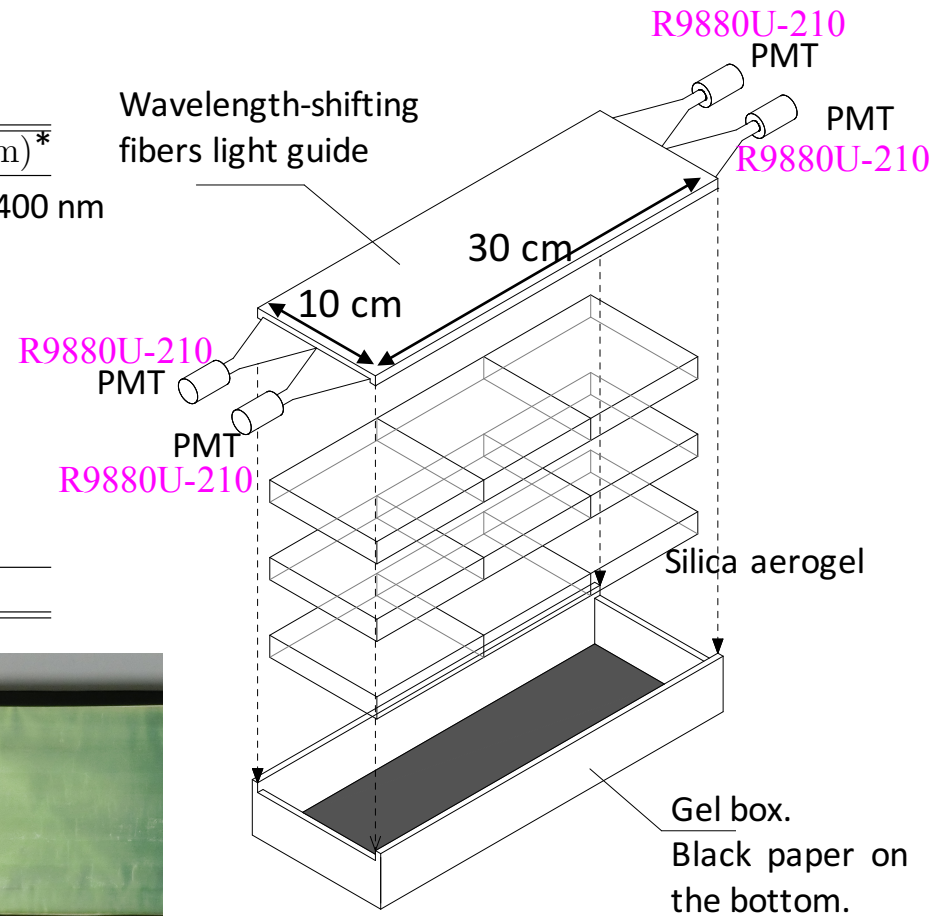 R9880U-210
PMT
Wavelength-shifting
fibers light guide
m)*
400 nm
PMT
R9880U-210
30 cm
10 cm
R9880U-210
PMT
PMT
R9880U-210
Silica aerogel
Gel box.
Black paper on
the bottom.